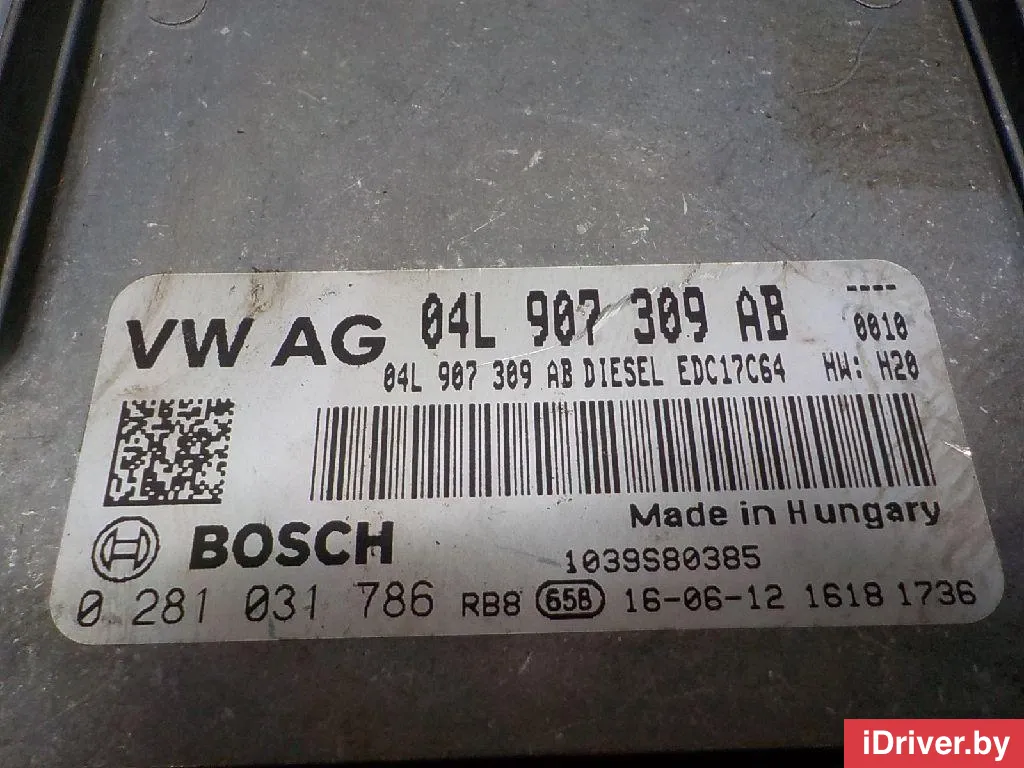 VW AG 04L 907 309 AB ----
0010
04L 907 309 AB DIESEL EDC17C64 HW: H20
Made in Hungary
BOSCH
1039S80385
0 281 031 786 RB8 658 16-06-12 1618 1736
iDriver.by